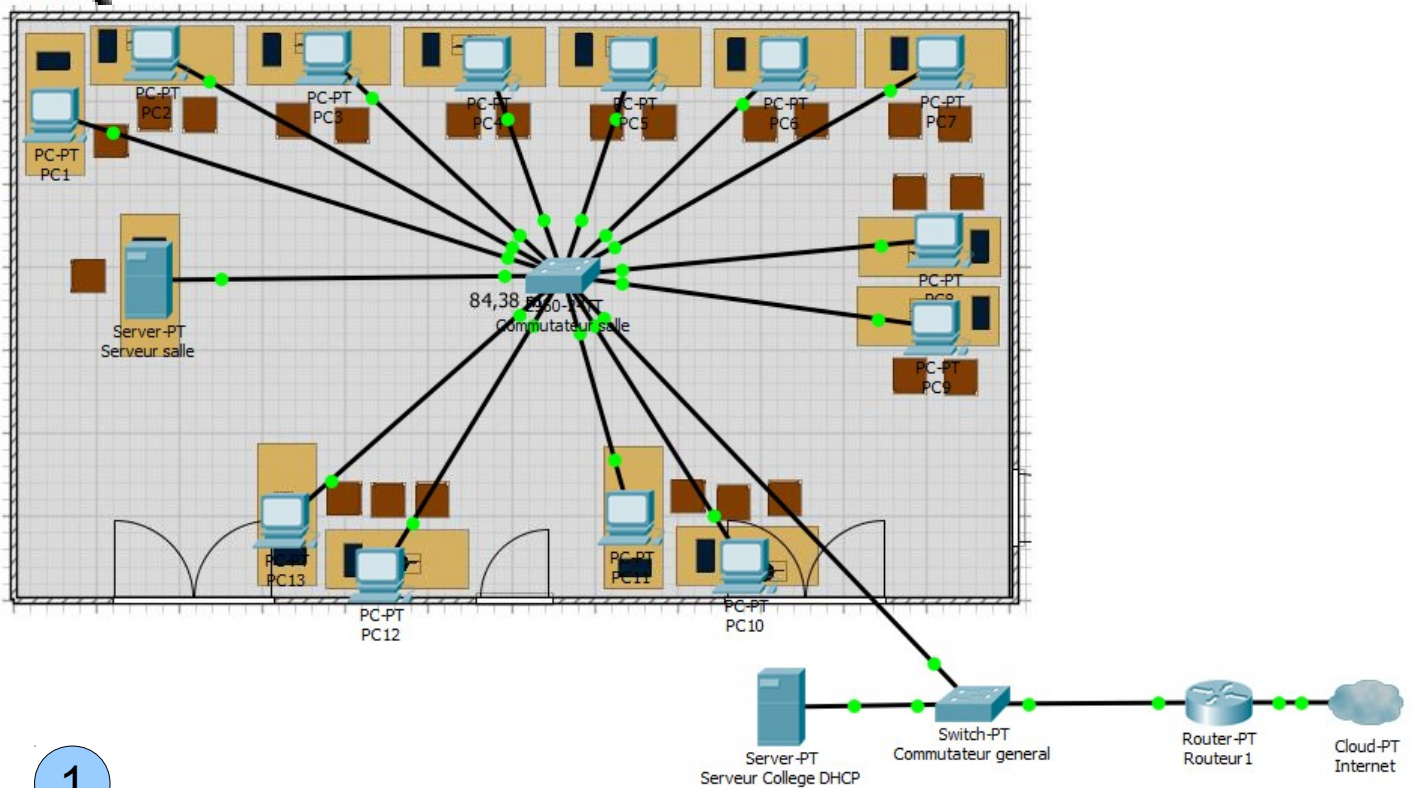 PC-PT
PC1
PC-PT
PC2
PC-PT
PC3
PC-PT
PC4
PC-PT
PC5
PC-PT
PC6
PC-PT
PC7
PC-PT
PC8
PC-PT
PC9
Server-PT
Serveur salle
84,38
Commutateur salle
PC-PT
PC13
PC-PT
PC12
PC-PT
PC11
PC-PT
PC10
Server-PT
Serveur College DHCP
Switch-PT
Commutateur general
Router-PT
Routeur1
Cloud-PT
Internet
1